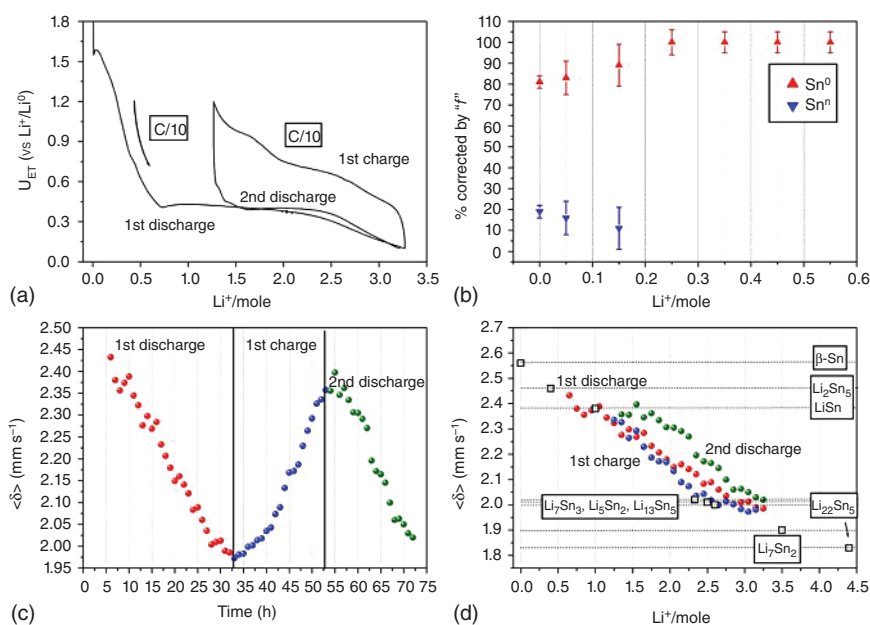 1.8
1.5
1.2
0.9
0.6
0.3
0.0
U_ET (vs Li⁺/Li⁰)
C/10
C/10
1st charge
2nd discharge
1st discharge
0.0 0.5 1.0 1.5 2.0 2.5 3.0 3.5
(a) Li⁺/mole
110
100
90
80
70
60
50
40
30
20
10
0
% corrected by “f”
Sn⁰
Snⁿ
0.0 0.1 0.2 0.3 0.4 0.5 0.6
(b) Li⁺/mole
2.50
2.45
2.40
2.35
2.30
2.25
2.20
2.15
2.10
2.05
2.00
1.95
<δ> (mm s⁻¹)
1st discharge 1st charge
2nd discharge
0 5 10 15 20 25 30 35 40 45 50 55 60 65 70 75
(c) Time (h)
2.7
2.6
2.5
2.4
2.3
2.2
2.1
2.0
1.9
1.8
<δ> (mm s⁻¹)
β-Sn
Li₂Sn₅
LiSn
1st discharge
1st charge
2nd discharge
Li₇Sn₃, Li₅Sn₂, Li₁₃Sn₅
Li₂₂Sn₅
Li₇Sn₂
0.0 0.5 1.0 1.5 2.0 2.5 3.0 3.5 4.0 4.5
(d) Li⁺/mole